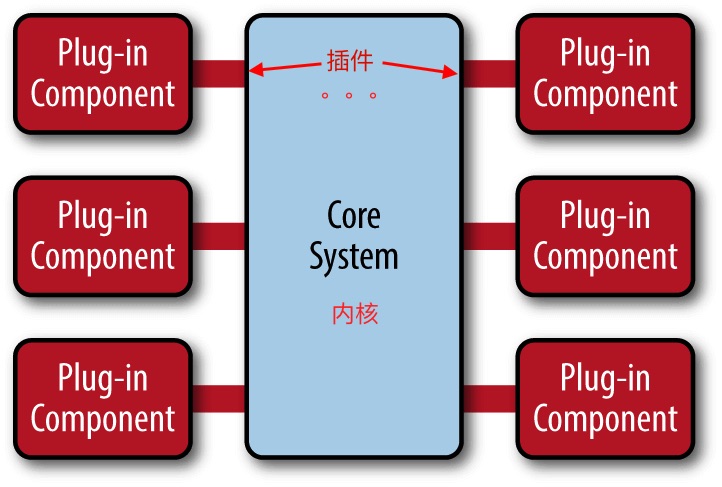 Plug-in
Component
插件
。。。
Plug-in
Component
Plug-in
Component
Core
System
Plug-in
Component
内核
Plug-in
Component
Plug-in
Component